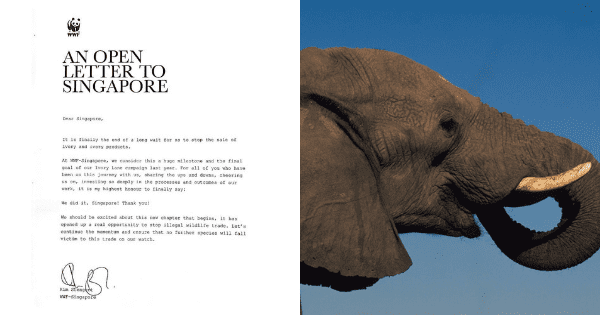 WWF
AN OPEN
LETTER TO
SINGAPORE
Dear Singapore,
It is finally the end of a long wait for us to stop the sale of
ivory and ivory products.
At WWF-Singapore, we consider this a huge milestone and the final
goal of our Ivory Lane campaign last year. For all of you who have
been on this journey with us, sharing the ups and downs, cheering
us on, investing so deeply in the processes and outcomes of our
work, it is my highest honour to finally say:
We did it, Singapore! Thank you!
We should be excited about this new chapter that begins. It has
opened up a opportunity to stop illegal wildlife trade. Let's
continue the momentum and ensure that no further species will fall
victim to this trade on our watch.
Kim Stengert
WWF-Singapore